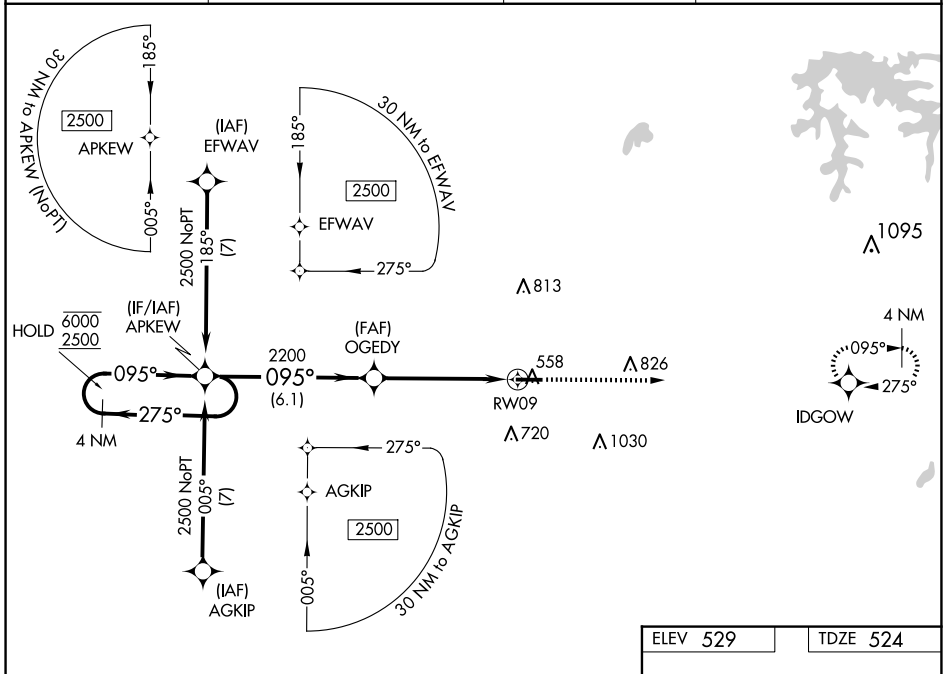 30 NM to APKEW (NoPT)
185°
2500
APKEW
005°
(IAF)
EFWAV
2500 NoPT
185°
(7)
30 NM to EFWAV
185°
2500
EFWAV
275°
1095
813
(IF/IAF)
APKEW
HOLD 6000
2500
095°
275°
4 NM
2200
095°
(6.1)
(FAF)
OGEDY
558
826
RW09
4 NM
095°
275°
IDGOW
720
1030
2500 NoPT
005°
(7)
(IAF)
AGKIP
275°
AGKIP
2500
005°
30 NM to AGKIP
ELEV 529
TDZE 524